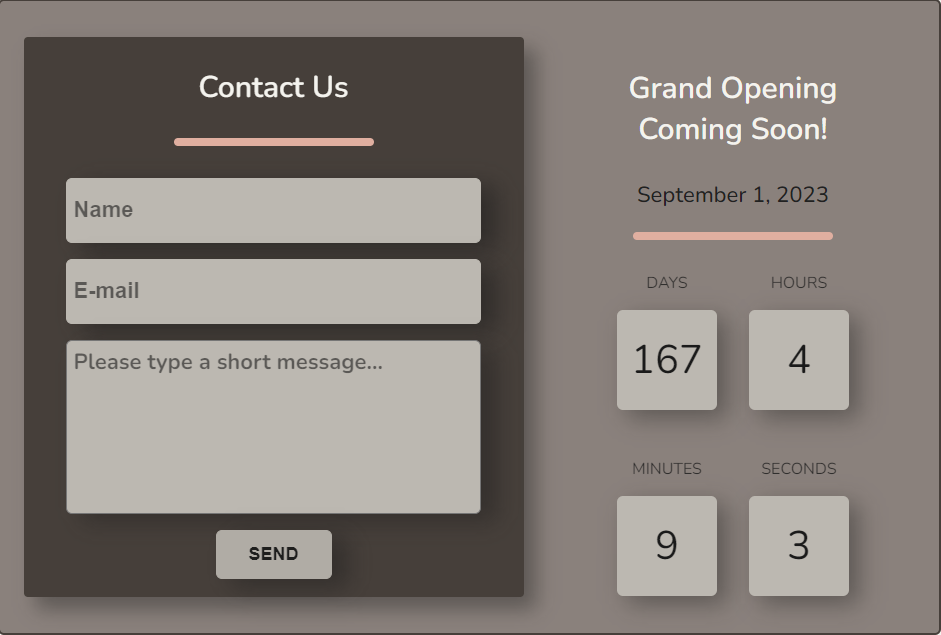 Contact Us
Name
E-mail
Please type a short message...
SEND
Grand Opening
Coming Soon!
September 1, 2023
DAYS
HOURS
167
4
MINUTES
SECONDS
9
3